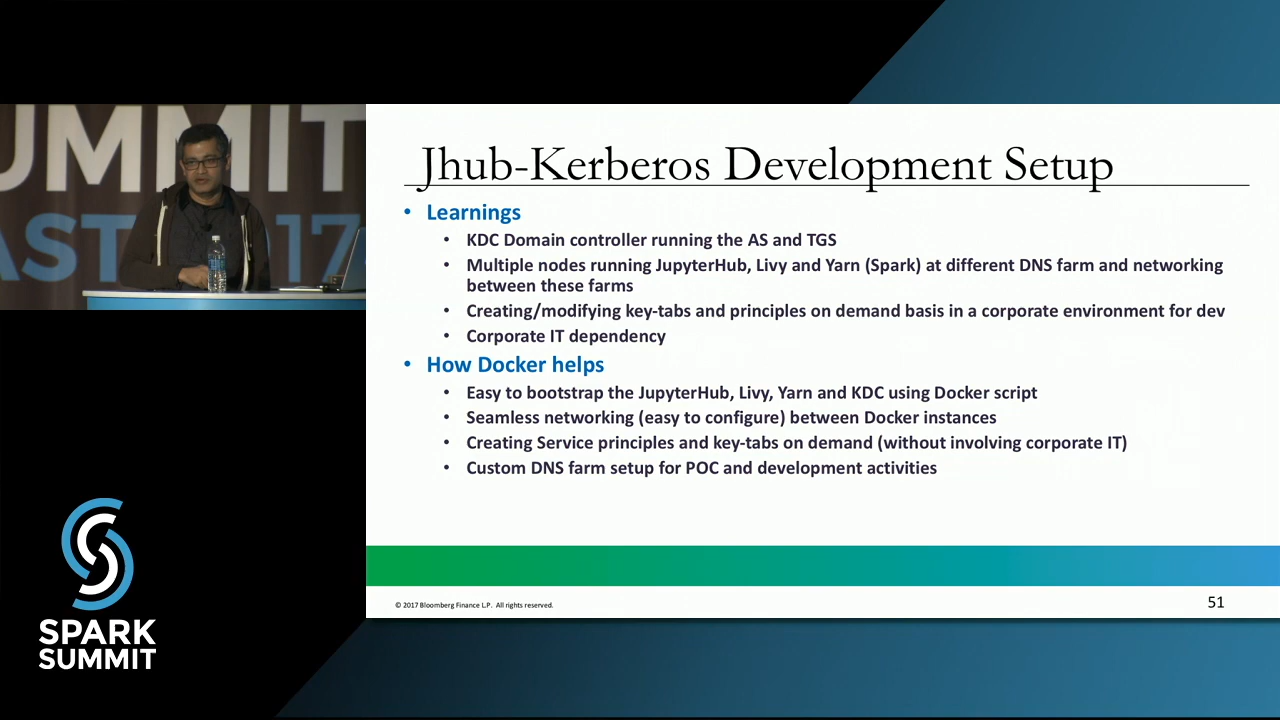 UMMIT
AST 17
Jhub-Kerberos Development Setup
• Learnings
• KDC Domain controller running the AS and TGS
• Multiple nodes running JupyterHub, Livy and Yarn (Spark) at different DNS farm and networking
between these farms
• Creating/modifying key-tabs and principles on demand basis in a corporate environment for dev
• Corporate IT dependency
• How Docker helps
• Easy to bootstrap the JupyterHub, Livy, Yarn and KDC using Docker script
• Seamless networking (easy to configure) between Docker instances
• Creating Service principles and key-tabs on demand (without involving corporate IT)
• Custom DNS farm setup for POC and development activities
© 2017 Bloomberg Finance L.P. All rights reserved.
51
SPARK
SUMMIT